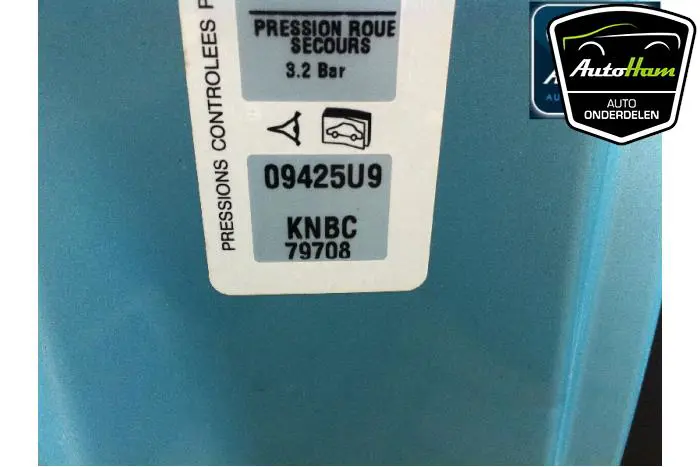 PRESSION ROUE
SECOURS
3.2 Bar
PRESSIONS CONTROLEES
09425U9
KNBC
79708
AutoHam
AUTO
ONDERDELEN